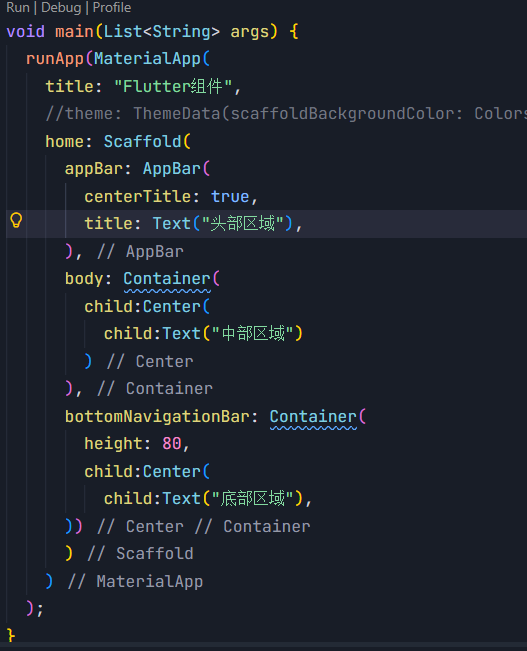 Run | Debug | Profile
void main(List<String> args) {
runApp(MaterialApp(
title: "Flutter组件",
//theme: ThemeData(scaffoldBackgroundColor: Colors
home: Scaffold(
appBar: AppBar(
centerTitle: true,
title: Text("头部区域"),
), // AppBar
body: Container(
child:Center(
child:Text("中部区域")
) // Center
), // Container
bottomNavigationBar: Container(
height: 80,
child:Center(
child:Text("底部区域"),
)) // Center // Container
) // Scaffold
) // MaterialApp
);
}